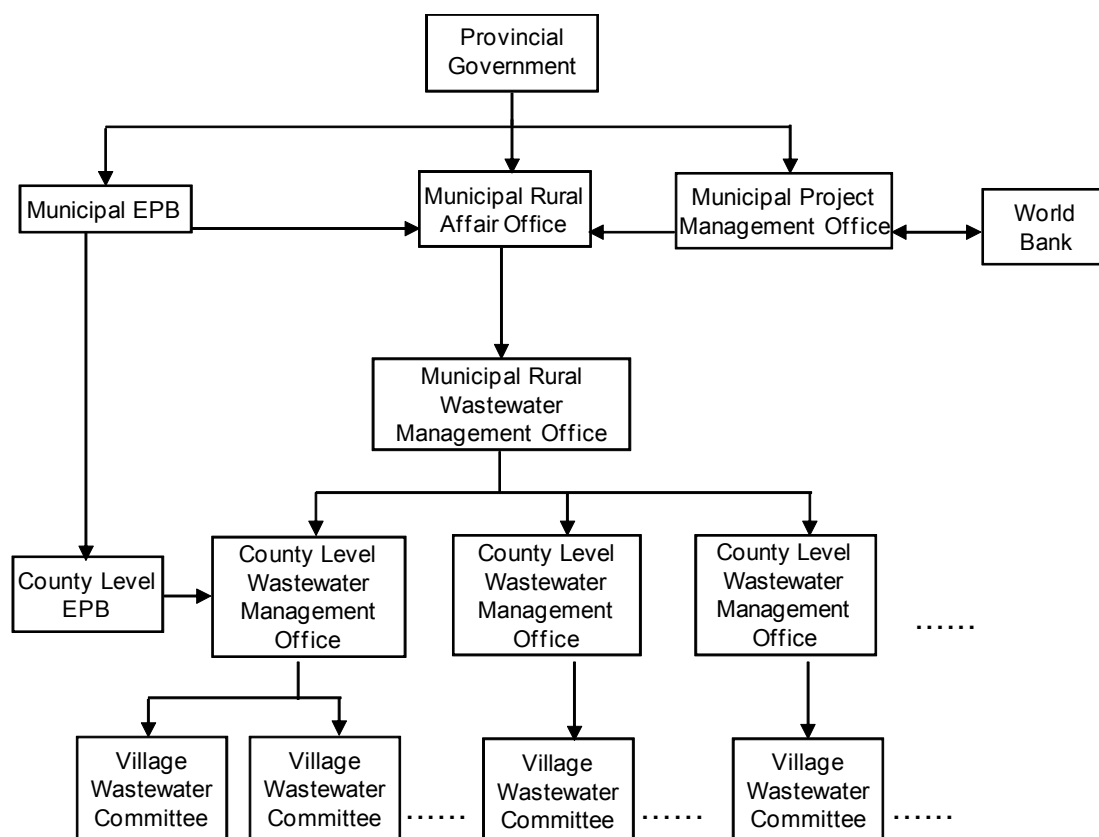 Provincial
Government
Municipal EPB
Municipal Rural
Affair Office
Municipal Project
Management Office
World
Bank
Municipal Rural
Wastewater
Management Office
County Level
EPB
County Level
Wastewater
Management
Office
County Level
Wastewater
Management
Office
County Level
Wastewater
Management
Office
......
Village
Wastewater
Committee
Village
Wastewater
Committee
......
Village
Wastewater
Committee
......
Village
Wastewater
Committee
......